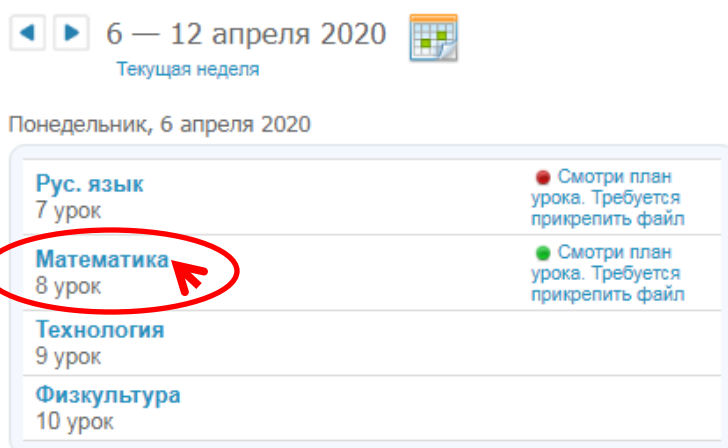 6 — 12 апреля 2020
Текущая неделя
Понедельник, 6 апреля 2020
Рус. язык
7 урок
Смотри план
урока. Требуется
прикрепить файл
Математика
8 урок
Смотри план
урока. Требуется
прикрепить файл
Технология
9 урок
Физкультура
10 урок